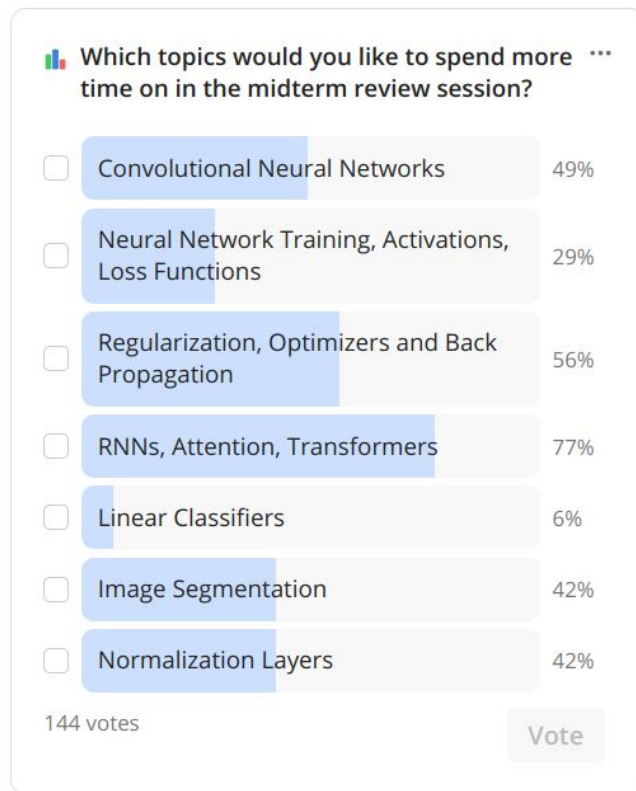 Which topics would you like to spend more
time on in the midterm review session?
Convolutional Neural Networks 49%
Neural Network Training, Activations,
Loss Functions 29%
Regularization, Optimizers and Back
Propagation 56%
RNNs, Attention, Transformers 77%
Linear Classifiers 6%
Image Segmentation 42%
Normalization Layers 42%
144 votes
Vote